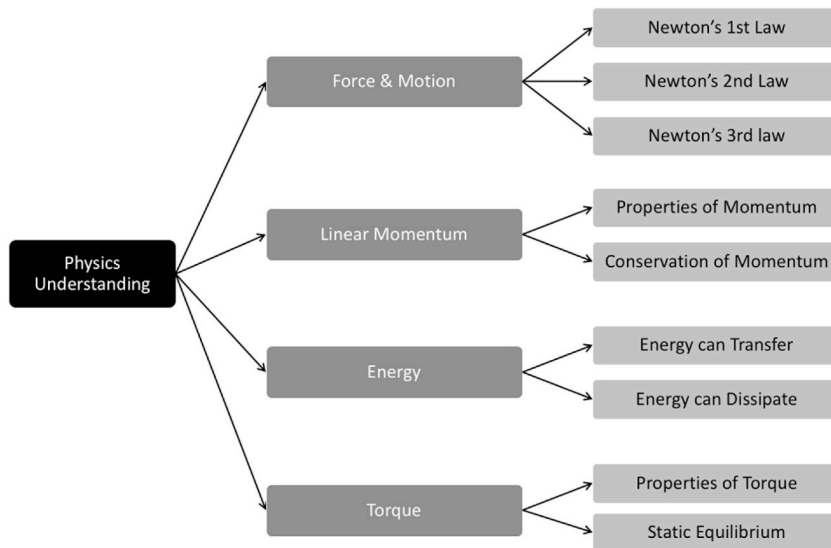 Physics
Understanding
Force & Motion
Newton’s 1st Law
Newton’s 2nd Law
Newton’s 3rd law
Linear Momentum
Properties of Momentum
Conservation of Momentum
Energy
Energy can Transfer
Energy can Dissipate
Torque
Properties of Torque
Static Equilibrium